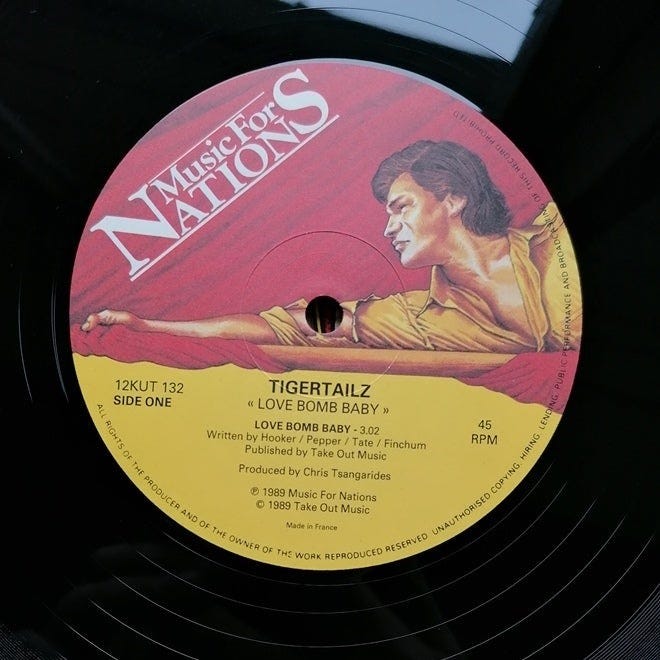 Music For
NATIONS
12KUT 132
SIDE ONE
TIGERTAILZ
« LOVE BOMB BABY »
LOVE BOMB BABY - 3.02
Written by Hooker / Pepper / Tate / Finchum
Published by Take Out Music
Produced by Chris Tsangarides
℗ 1989 Music For Nations
© 1989 Take Out Music
Made in France
45
RPM
ALL RIGHTS OF THE PRODUCER AND OF THE OWNER OF THE WORK REPRODUCED RESERVED. UNAUTHORISED COPYING, HIRING, LENDING, PUBLIC PERFORMANCE AND BROADCASTING OF THIS RECORD PROHIBITED